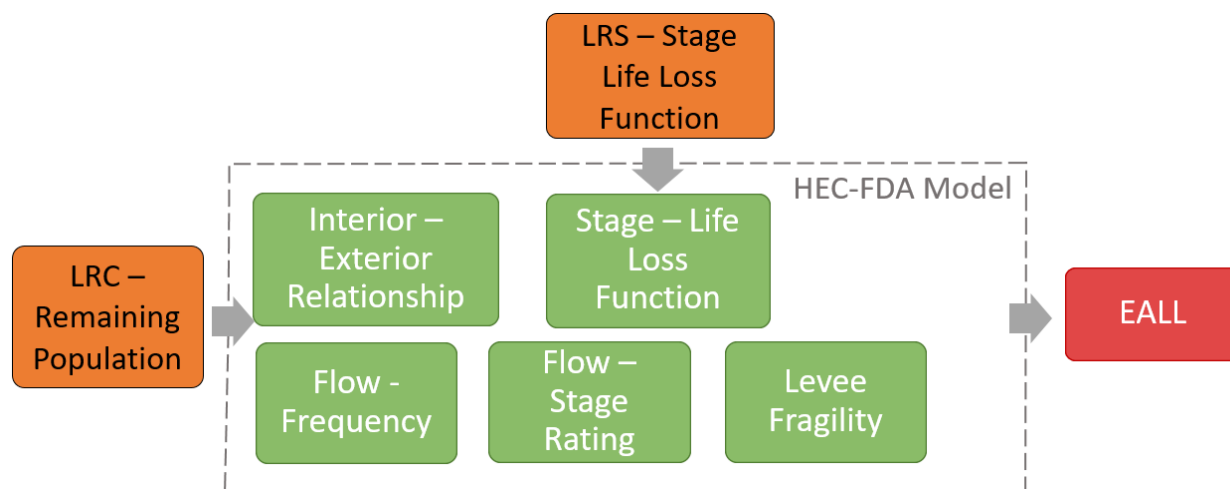 LRS – Stage
Life Loss
Function
HEC-FDA Model
Interior –
Exterior
Relationship
Stage – Life
Loss
Function
LRC –
Remaining
Population
EALL
Flow -
Frequency
Flow –
Stage
Rating
Levee
Fragility